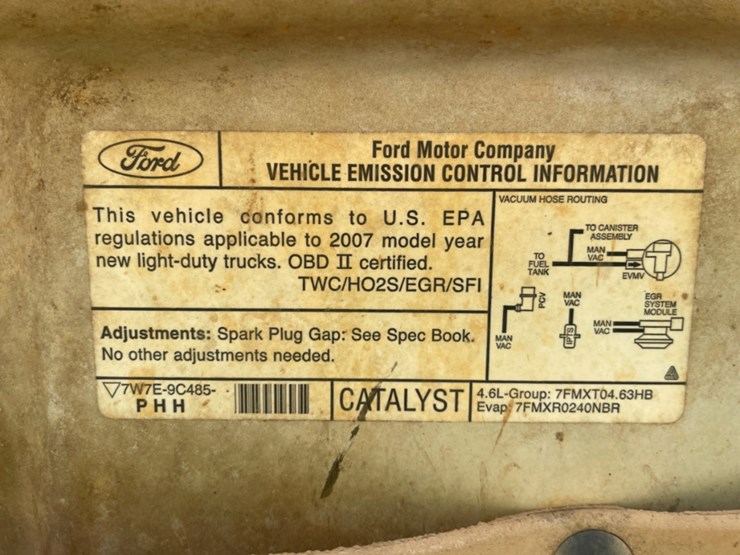 Ford
Ford Motor Company
VEHICLE EMISSION CONTROL INFORMATION
This vehicle conforms to U.S. EPA
regulations applicable to 2007 model year
new light-duty trucks. OBD II certified.
TWC/HO2S/EGR/SFI
Adjustments: Spark Plug Gap: See Spec Book.
No other adjustments needed.
VACUUM HOSE ROUTING
TO CANISTER
ASSEMBLY
MAN
VAC
TO
FUEL
TANK
EVMV
PCV
MAN
VAC
EGR
SYSTEM
MODULE
MAN
VAC
FPS
MAN
VAC
7W7E-9C485-
PHH
CATALYST
4.6L-Group: 7FMXT04.63HB
Evap: 7FMXR0240NBR